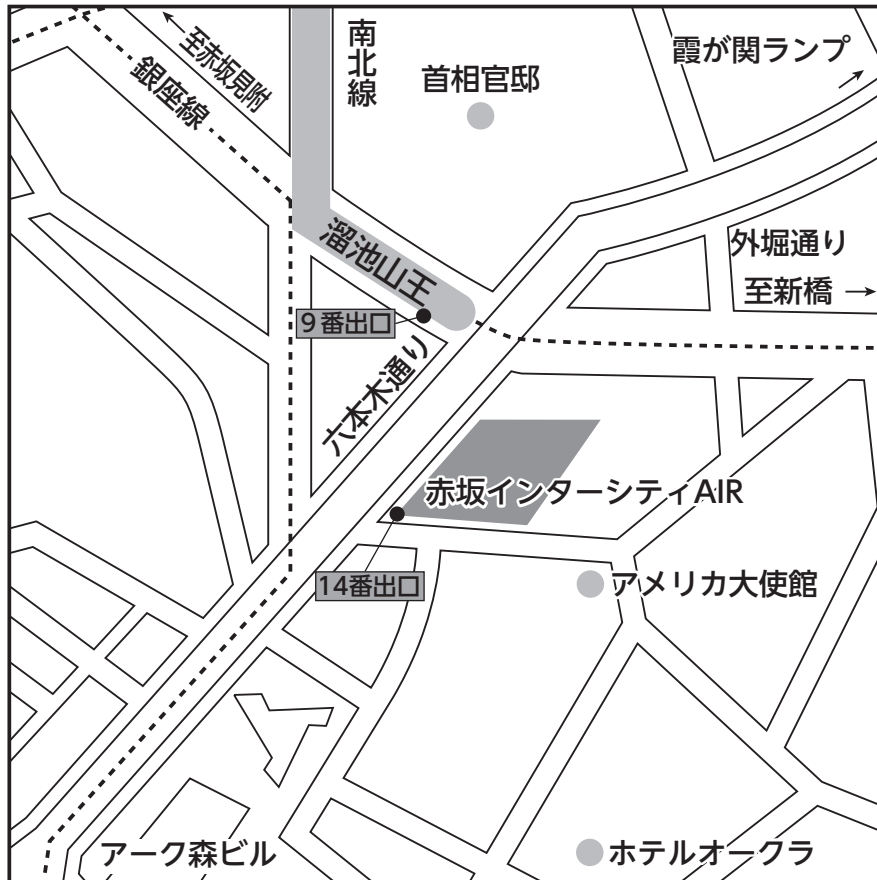 至赤坂見附
銀座線
南北線
首相官邸
霞が関ランプ
溜池山王
外堀通り
至新橋
9番出口
六本木通り
赤坂インターシティAIR
14番出口
アメリカ大使館
アーク森ビル
ホテルオークラ